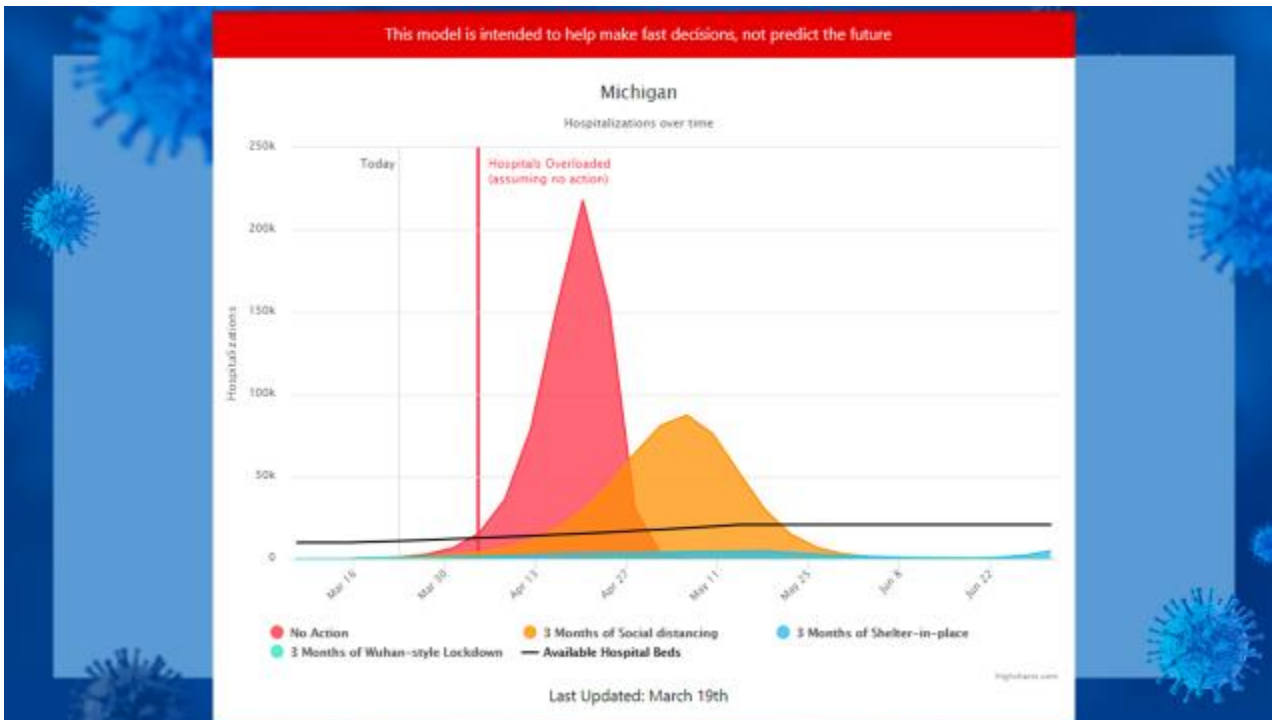 This model is intended to help make fast decisions, not predict the future
Michigan
Hospitalizations over time
250k
200k
150k
100k
50k
0
Hospitalizations
Today
Hospitals Overloaded
(assuming no action)
Mar 16
Mar 30
Apr 13
Apr 27
May 11
May 25
Jun 8
Jun 22
No Action
3 Months of Social distancing
3 Months of Shelter-in-place
3 Months of Wuhan-style Lockdown
Available Hospital Beds
Highcharts.com
Last Updated: March 19th